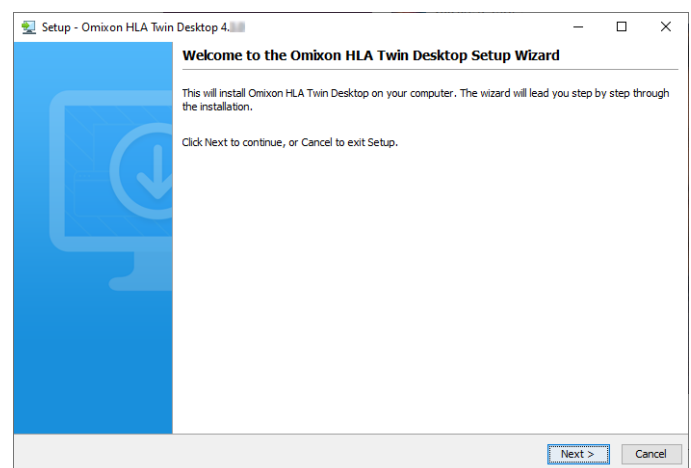 Setup - Omixon HLA Twin Desktop 4.
Welcome to the Omixon HLA Twin Desktop Setup Wizard
This will install Omixon HLA Twin Desktop on your computer. The wizard will lead you step by step through
the installation.
Click Next to continue, or Cancel to exit Setup.
Next >
Cancel